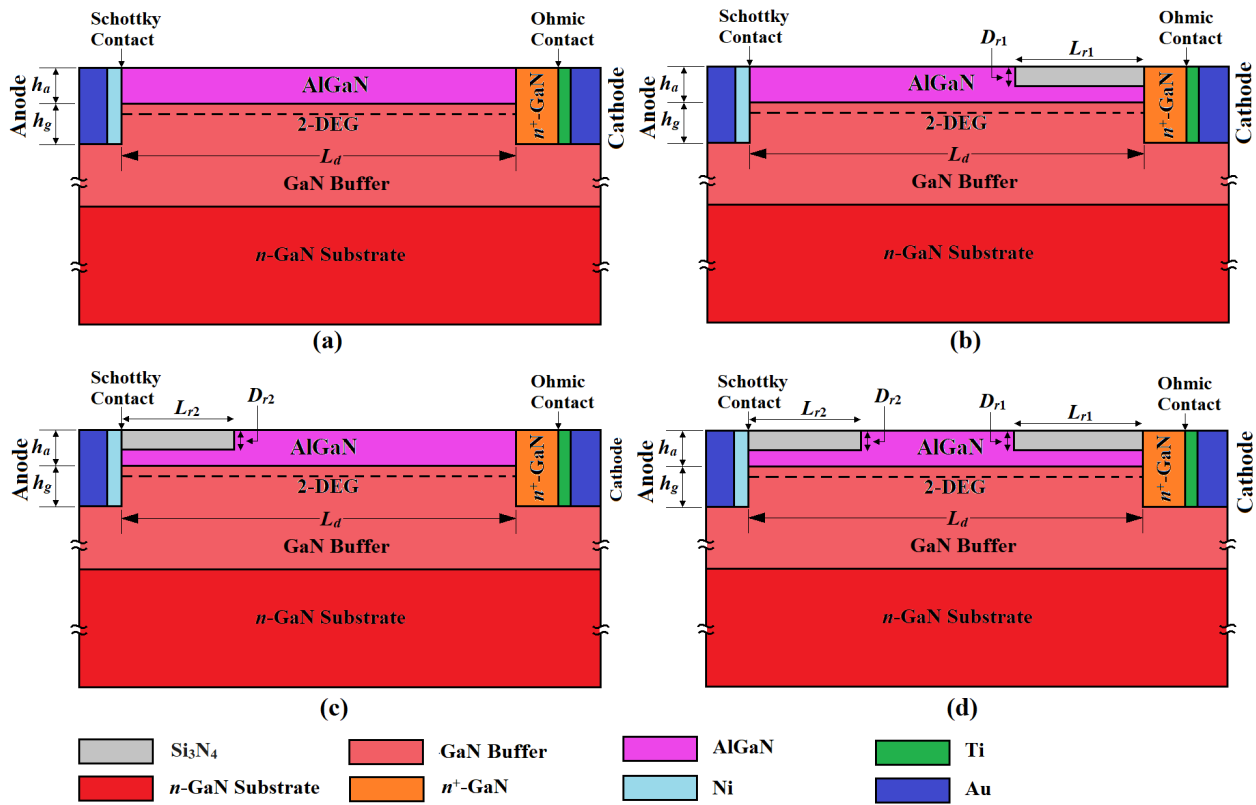 Schottky
Contact
Ohmic
Contact
Anode
hₐ
h_g
AlGaN
2-DEG
n⁺-GaN
Cathode
L_d
GaN Buffer
n-GaN Substrate
(a)
Schottky
Contact
D_r1
L_r1
Ohmic
Contact
Anode
hₐ
h_g
AlGaN
2-DEG
n⁺-GaN
Cathode
L_d
GaN Buffer
n-GaN Substrate
(b)
Schottky
Contact
L_r2
D_r2
Ohmic
Contact
Anode
hₐ
h_g
AlGaN
2-DEG
n⁺-GaN
Cathode
L_d
GaN Buffer
n-GaN Substrate
(c)
Schottky
Contact
L_r2
D_r2
D_r1
L_r1
Ohmic
Contact
Anode
hₐ
h_g
AlGaN
2-DEG
n⁺-GaN
Cathode
L_d
GaN Buffer
n-GaN Substrate
(d)
Si₃N₄
GaN Buffer
AlGaN
Ti
n-GaN Substrate
n⁺-GaN
Ni
Au